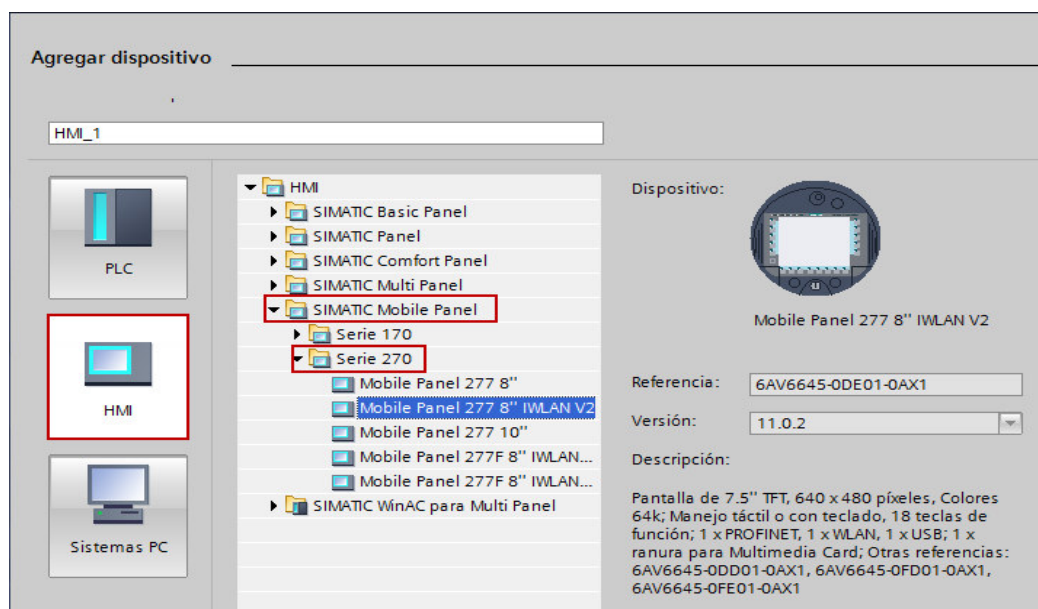 Agregar dispositivo
HMI_1
PLC
HMI
Sistemas PC
HMI
SIMATIC Basic Panel
SIMATIC Panel
SIMATIC Comfort Panel
SIMATIC Multi Panel
SIMATIC Mobile Panel
Serie 170
Serie 270
Mobile Panel 277 8''
Mobile Panel 277 8'' IWLAN V2
Mobile Panel 277 10''
Mobile Panel 277F 8'' IWLAN...
Mobile Panel 277F 8'' IWLAN...
SIMATIC WinAC para Multi Panel
Dispositivo:
Mobile Panel 277 8'' IWLAN V2
Referencia: 6AV6645-0DE01-0AX1
Versión: 11.0.2
Descripción:
Pantalla de 7.5'' TFT, 640 x 480 píxeles, Colores
64k; Manejo táctil o con teclado, 18 teclas de
función; 1 x PROFINET, 1 x WLAN, 1 x USB; 1 x
ranura para Multimedia Card; Otras referencias:
6AV6645-0DD01-0AX1, 6AV6645-0FD01-0AX1,
6AV6645-0FE01-0AX1